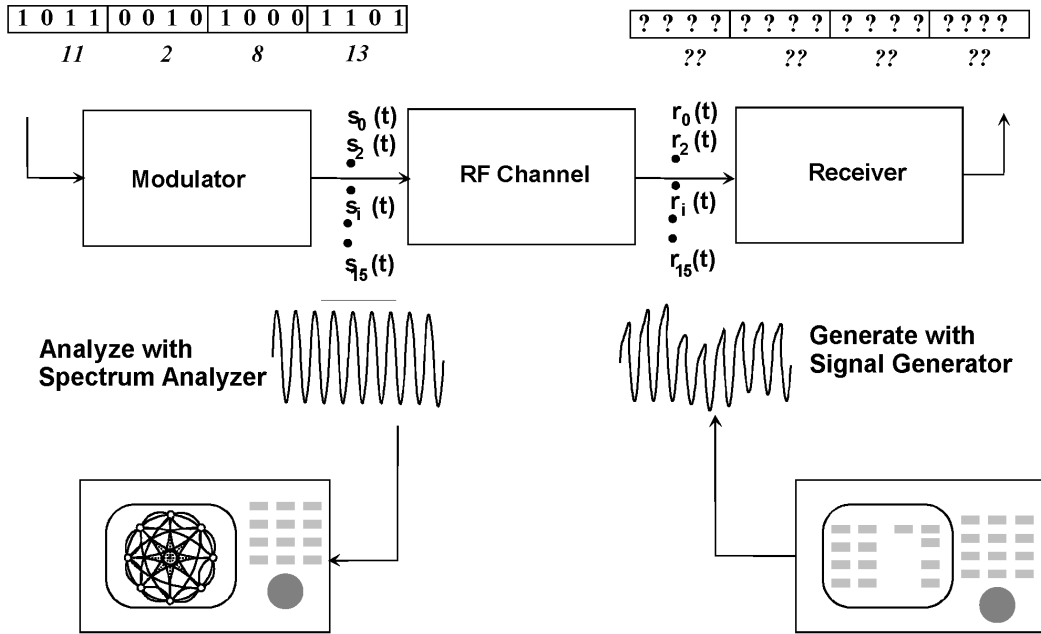 1 0 1 1 0 0 1 0 1 0 0 0 1 1 0 1
? ? ? ? ? ? ? ? ? ? ? ? ? ? ? ?
11 2 8 13
?? ?? ?? ??
Modulator
s0 (t)
s2 (t)
si (t)
s15 (t)
RF Channel
r0 (t)
r2 (t)
ri (t)
r15 (t)
Receiver
Analyze with
Spectrum Analyzer
Generate with
Signal Generator